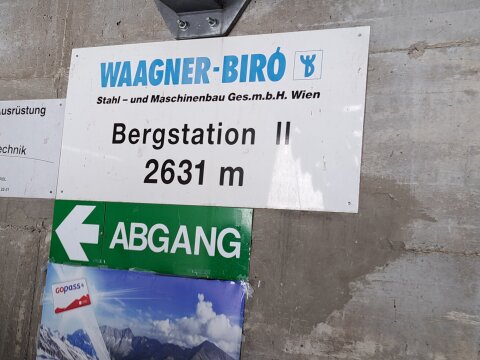 WAAGNER-BIRÓ
Stahl – und Maschinenbau Ges.m.b.H. Wien
Bergstation II
2631 m
usrüstung
echnik
ABGANG
GOpass